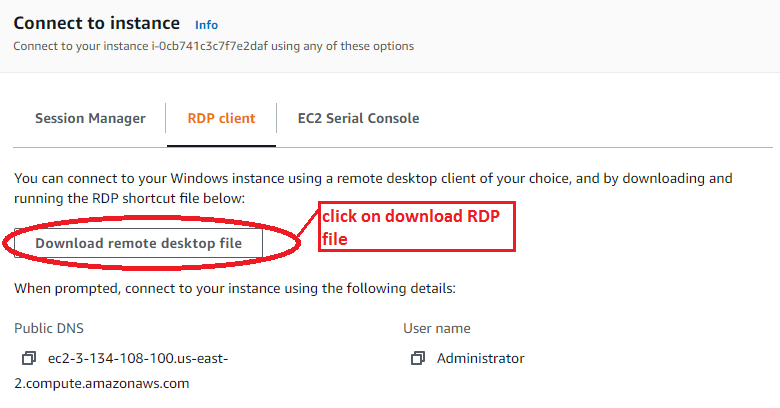 Connect to instance Info
Connect to your instance i-0cb741c3c7f7e2daf using any of these options
Session Manager RDP client EC2 Serial Console
You can connect to your Windows instance using a remote desktop client of your choice, and by downloading and
running the RDP shortcut file below:
click on download RDP
file
Download remote desktop file
When prompted, connect to your instance using the following details:
Public DNS User name
ec2-3-134-108-100.us-east- Administrator
2.compute.amazonaws.com